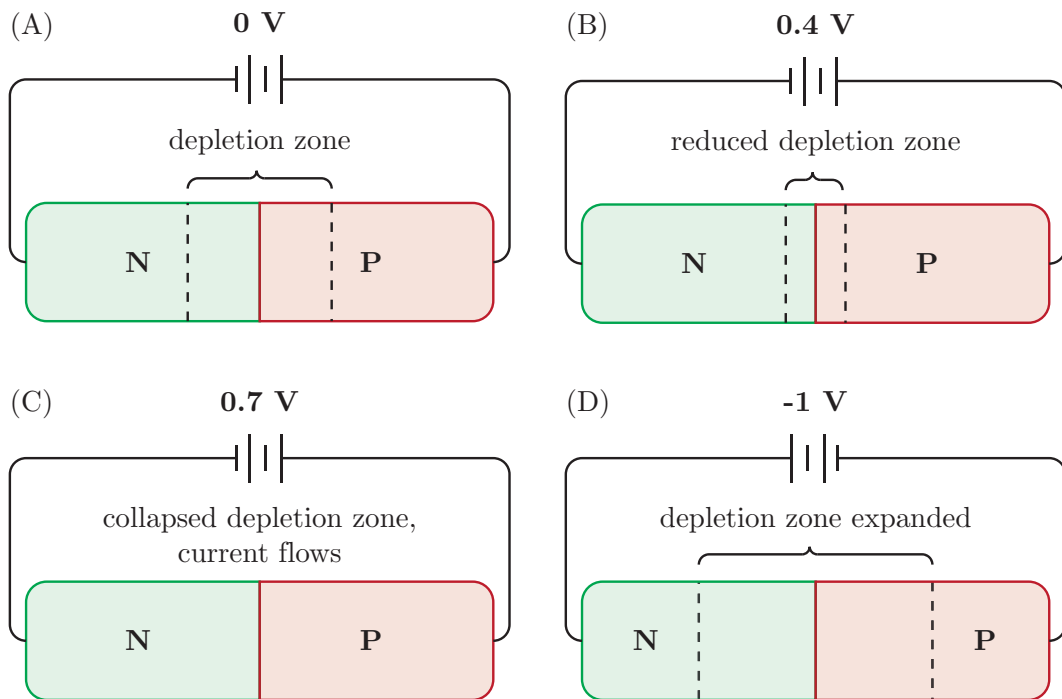 (A)
0 V
depletion zone
N
P
(B)
0.4 V
reduced depletion zone
N
P
(C)
0.7 V
collapsed depletion zone,
current flows
N
P
(D)
-1 V
depletion zone expanded
N
P